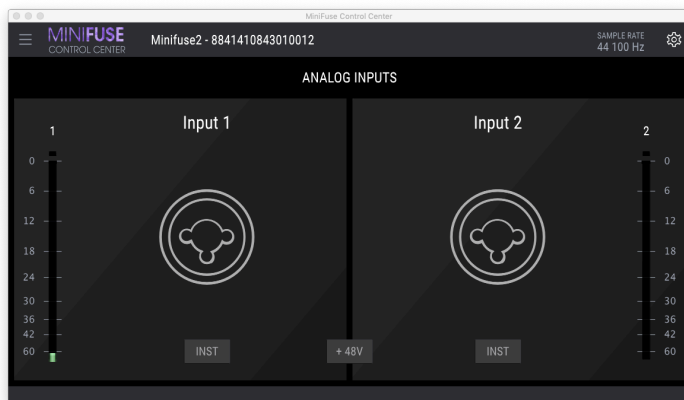 MiniFuse Control Center
MINIFUSE
CONTROL CENTER
Minifuse2 - 8841410843010012
SAMPLE RATE
44 100 Hz
ANALOG INPUTS
1
Input 1
Input 2
2
0
6
12
18
24
30
36
42
60
0
6
12
18
24
30
36
42
60
INST
+ 48V
INST